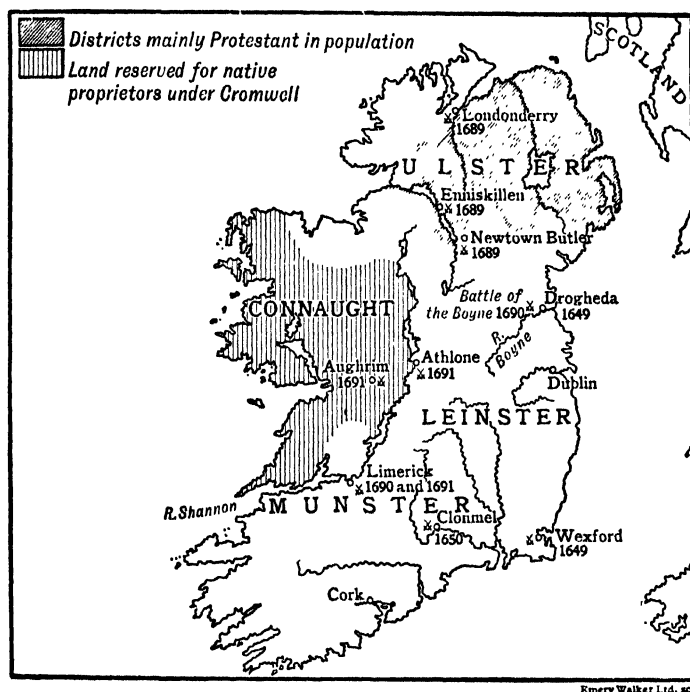 Districts mainly Protestant in population
Land reserved for native
proprietors under Cromwell
SCOTLAND
Londonderry
1689
ULSTER
Enniskillen
1689
Newtown Butler
1689
Battle of
the Boyne 1690
Drogheda
1649
R.
Boyne
CONNAUGHT
Aughrim
1691
Athlone
1691
Dublin
LEINSTER
Limerick
1690 and 1691
R. Shannon
MUNSTER
Clonmel
1650
Wexford
1649
Cork
Emery Walker Ltd. sc